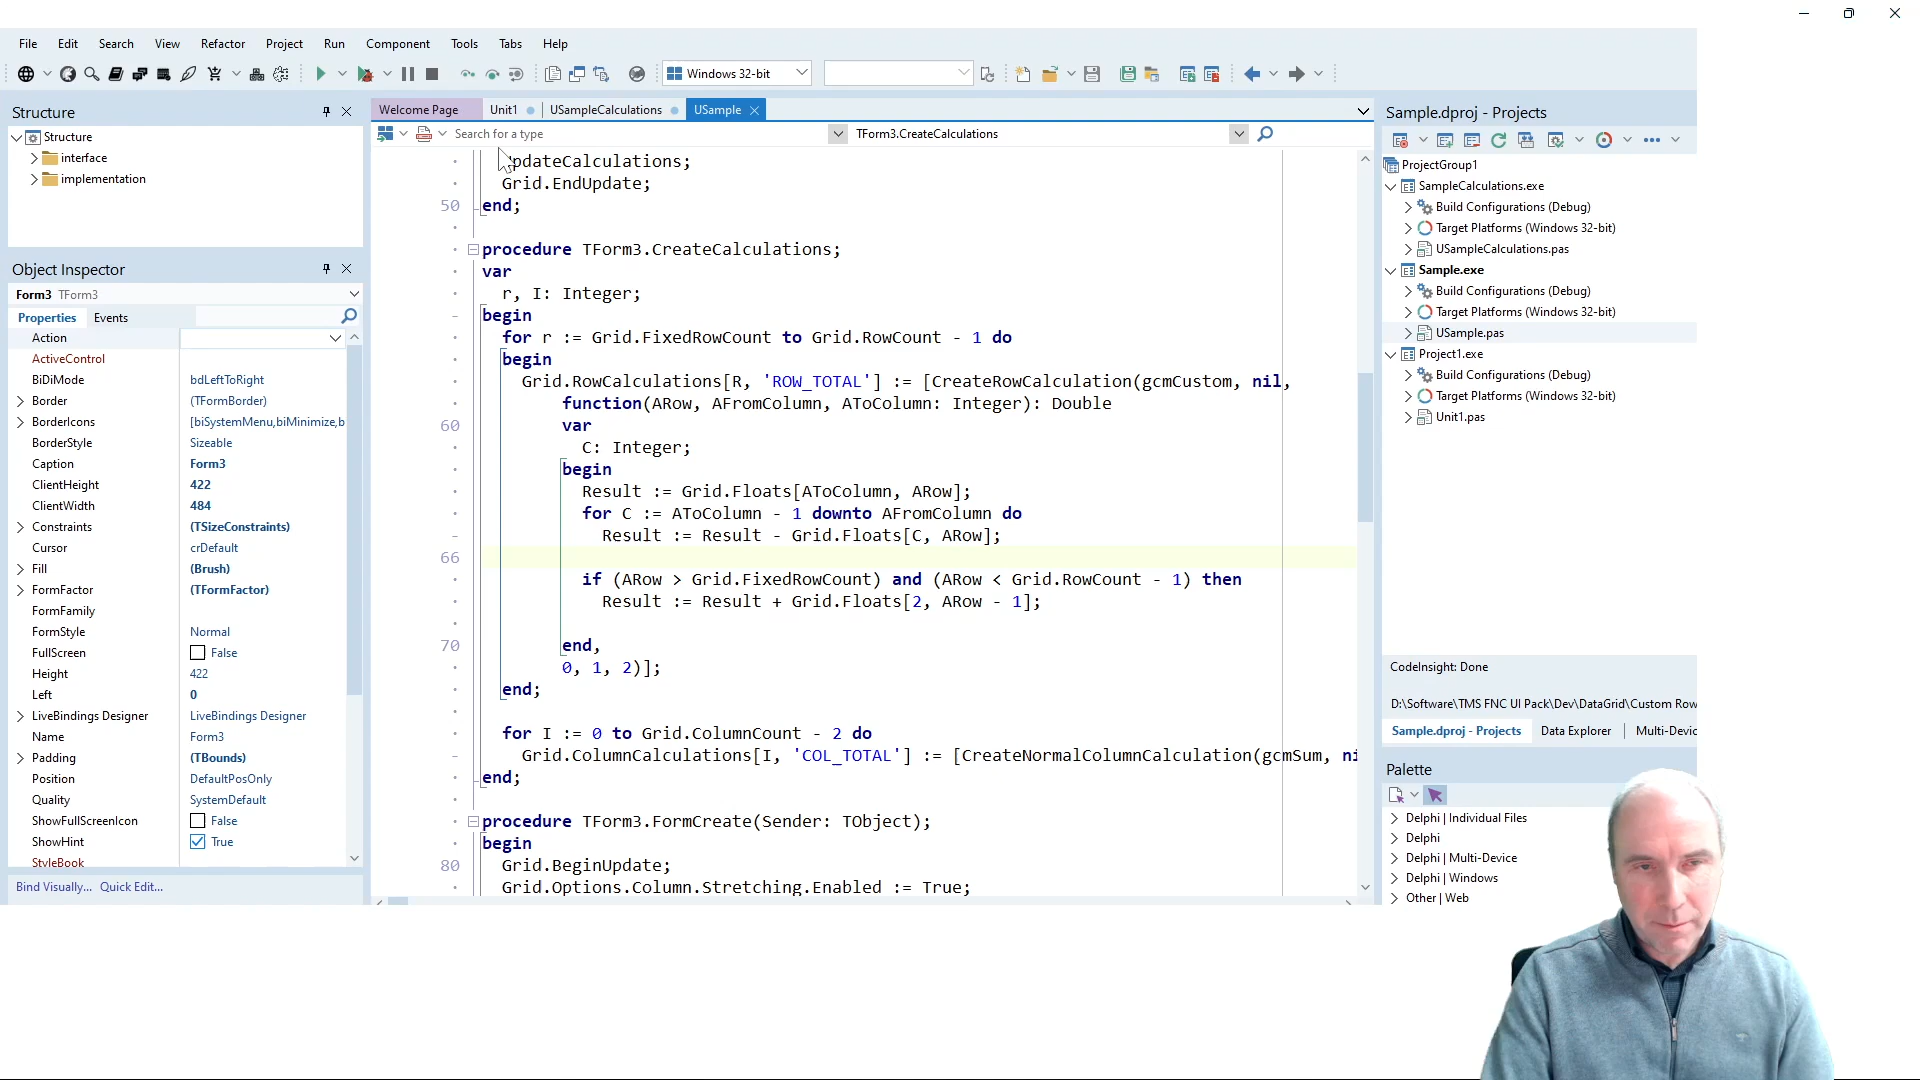 File Edit Search View Refactor Project Run Component Tools Tabs Help
Windows 32-bit
Structure
Structure
interface
implementation
Object Inspector
Form3 TForm3
Properties Events
Action
ActiveControl
BiDiMode bdLeftToRight
Border (TFormBorder)
BorderIcons [biSystemMenu,biMinimize,b
BorderStyle Sizeable
Caption Form3
ClientHeight 422
ClientWidth 484
Constraints (TSizeConstraints)
Cursor crDefault
Fill (Brush)
FormFactor (TFormFactor)
FormFamily
FormStyle Normal
FullScreen False
Height 422
Left 0
LiveBindings Designer LiveBindings Designer
Name Form3
Padding (TBounds)
Position DefaultPosOnly
Quality SystemDefault
ShowFullScreenIcon False
ShowHint True
StyleBook
Bind Visually... Quick Edit...
Welcome Page Unit1 USampleCalculations USample
Search for a type TForm3.CreateCalculations
UpdateCalculations;
Grid.EndUpdate;
50 end;
procedure TForm3.CreateCalculations;
var
r, I: Integer;
begin
for r := Grid.FixedRowCount to Grid.RowCount - 1 do
begin
Grid.RowCalculations[R, 'ROW_TOTAL'] := [CreateRowCalculation(gcmCustom, nil,
function(ARow, AFromColumn, AToColumn: Integer): Double
60 var
C: Integer;
begin
Result := Grid.Floats[AToColumn, ARow];
for C := AToColumn - 1 downto AFromColumn do
Result := Result - Grid.Floats[C, ARow];
66
if (ARow > Grid.FixedRowCount) and (ARow < Grid.RowCount - 1) then
Result := Result + Grid.Floats[2, ARow - 1];
70 end,
0, 1, 2)];
end;
for I := 0 to Grid.ColumnCount - 2 do
Grid.ColumnCalculations[I, 'COL_TOTAL'] := [CreateNormalColumnCalculation(gcmSum, ni
end;
procedure TForm3.FormCreate(Sender: TObject);
begin
80 Grid.BeginUpdate;
Grid.Options.Column.Stretching.Enabled := True;
Sample.dproj - Projects
ProjectGroup1
SampleCalculations.exe
Build Configurations (Debug)
Target Platforms (Windows 32-bit)
USampleCalculations.pas
Sample.exe
Build Configurations (Debug)
Target Platforms (Windows 32-bit)
USample.pas
Project1.exe
Build Configurations (Debug)
Target Platforms (Windows 32-bit)
Unit1.pas
CodeInsight: Done
D:\Software\TMS FNC UI Pack\Dev\DataGrid\Custom Row
Sample.dproj - Projects Data Explorer Multi-Devic
Palette
Delphi | Individual Files
Delphi
Delphi | Multi-Device
Delphi | Windows
Other | Web